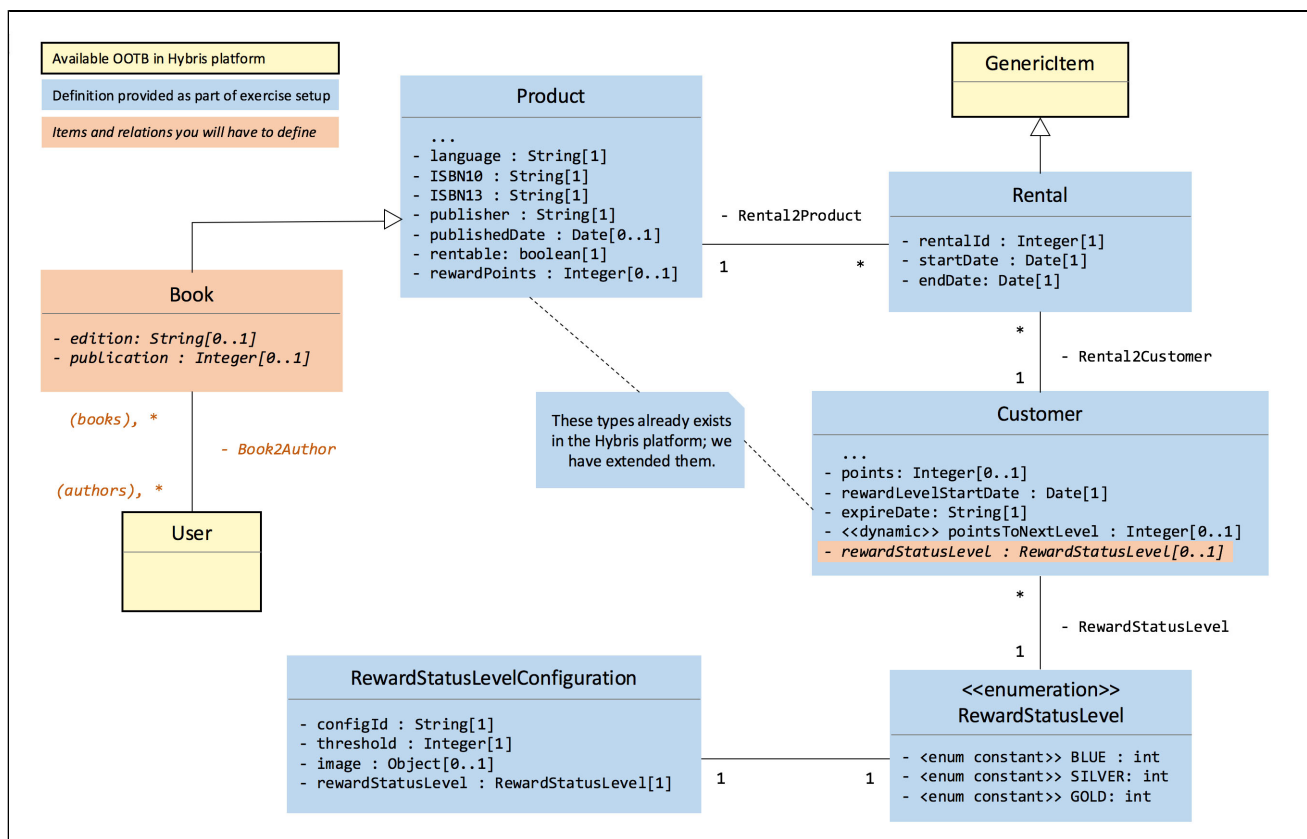 Available OOTB in Hybris platform
Definition provided as part of exercise setup
Items and relations you will have to define
Product
...
- language : String[1]
- ISBN10 : String[1]
- ISBN13 : String[1]
- publisher : String[1]
- publishedDate : Date[0..1]
- rentable: boolean[1]
- rewardPoints : Integer[0..1]
GenericItem
- Rental2Product
1
*
Rental
- rentalId : Integer[1]
- startDate : Date[1]
- endDate: Date[1]
Book
- edition: String[0..1]
- publication : Integer[0..1]
*
- Rental2Customer
1
(books), *
- Book2Author
(authors), *
User
These types already exists
in the Hybris platform; we
have extended them.
Customer
...
- points: Integer[0..1]
- rewardLevelStartDate : Date[1]
- expireDate: String[1]
- <<dynamic>> pointsToNextLevel : Integer[0..1]
- rewardStatusLevel : RewardStatusLevel[0..1]
*
- RewardStatusLevel
1
RewardStatusLevelConfiguration
- configId : String[1]
- threshold : Integer[1]
- image : Object[0..1]
- rewardStatusLevel : RewardStatusLevel[1]
1
1
<<enumeration>>
RewardStatusLevel
- <enum constant>> BLUE : int
- <enum constant>> SILVER: int
- <enum constant>> GOLD: int